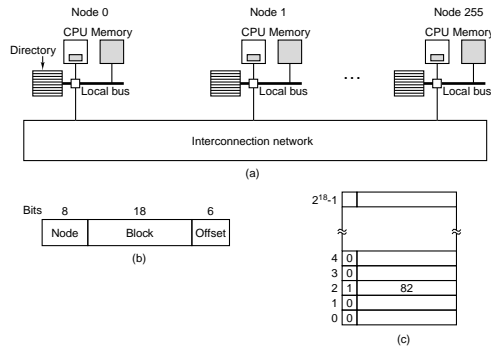 Node 0 Node 1 Node 255
CPU Memory CPU Memory CPU Memory
Directory
...
Local bus Local bus Local bus
Interconnection network
(a)
Bits 8 18 6
Node Block Offset
(b)
2¹⁸-1
4 0
3 0
2 1 82
1 0
0 0
(c)